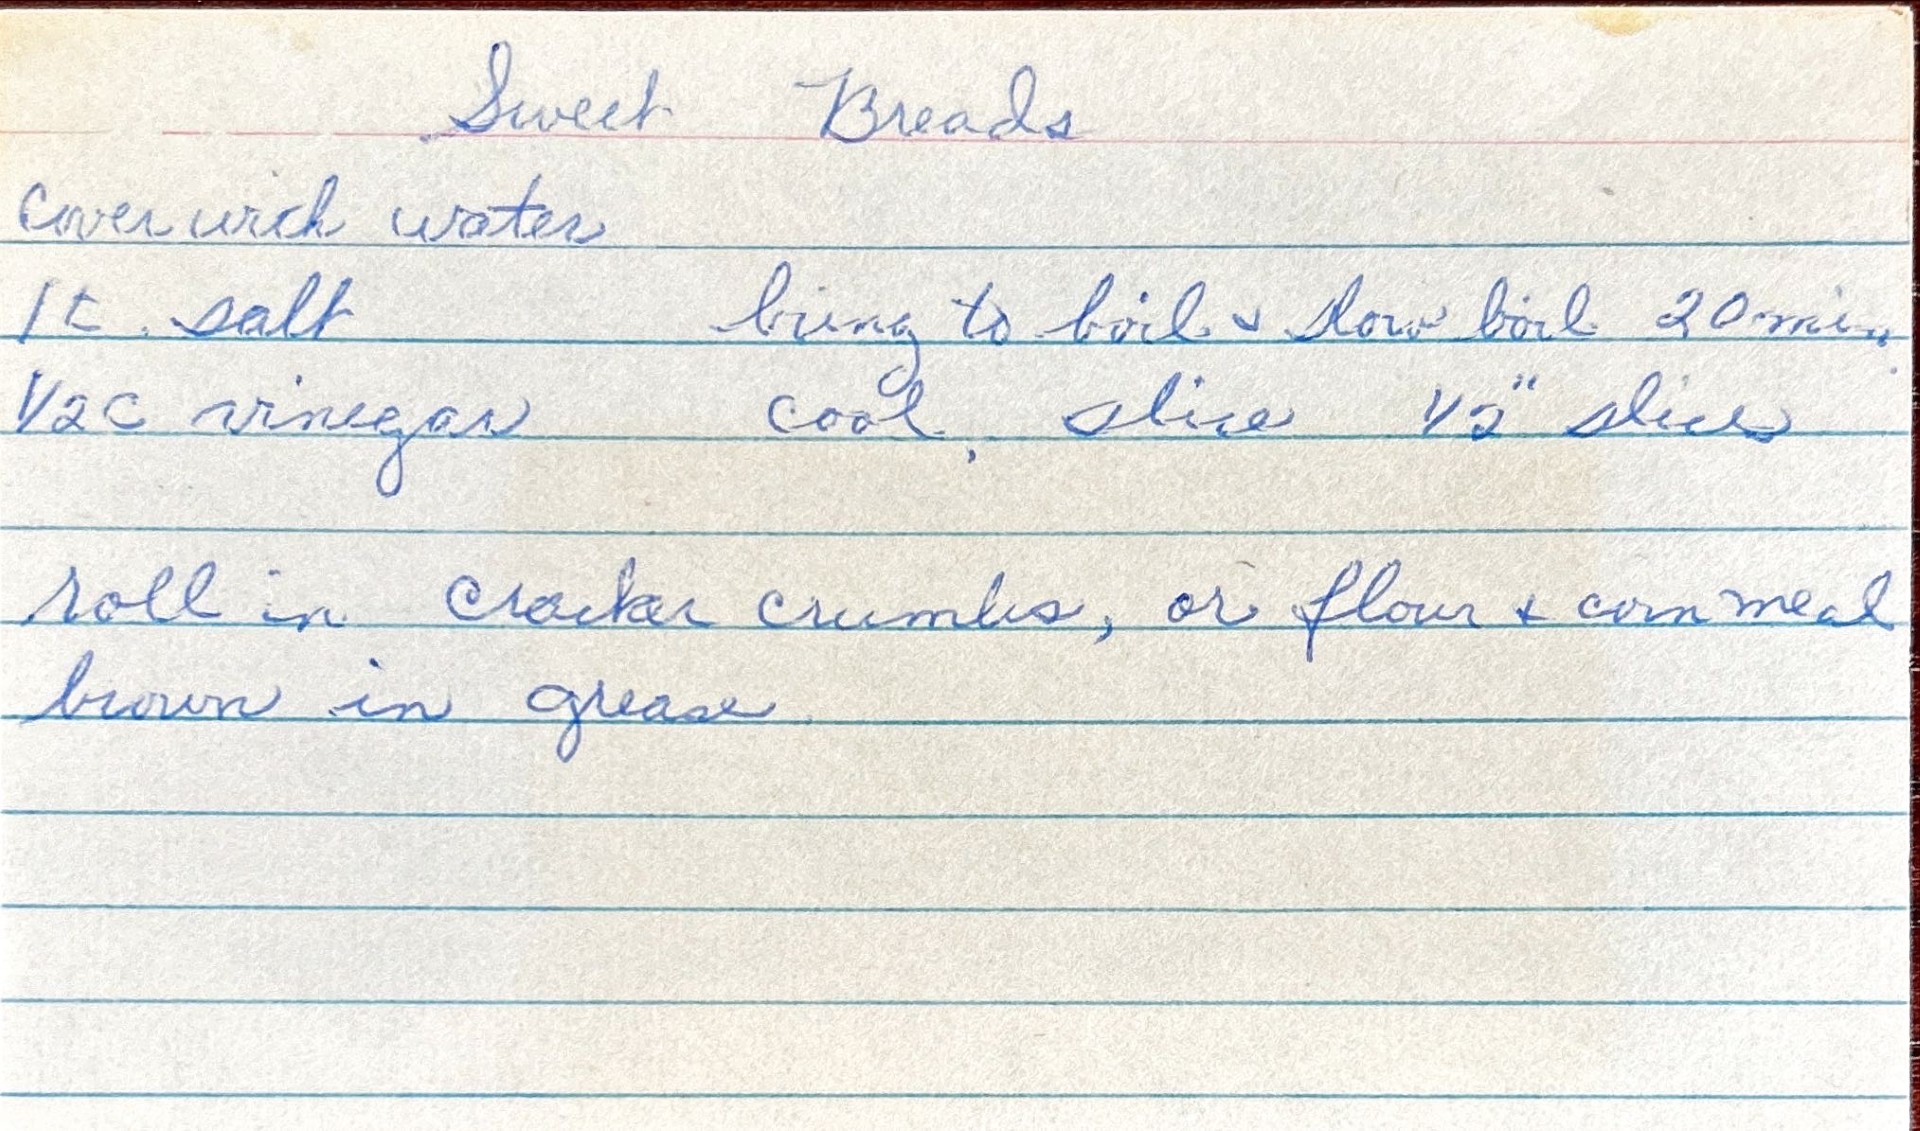 Sweet Breads
cover with water
1 t. salt bring to boil & slow boil 20 min.
1/2 c vinegar cool, slice 1/2" slices
roll in cracker crumbs, or flour & corn meal
brown in grease